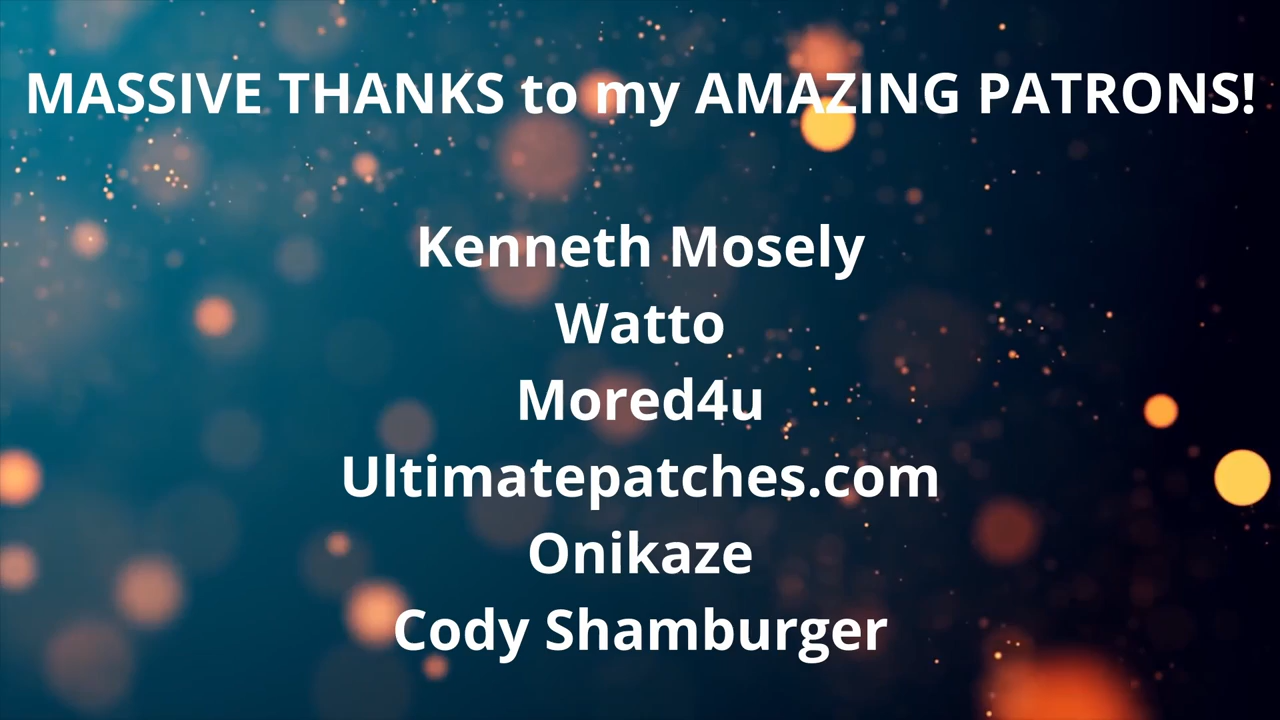 MASSIVE THANKS to my AMAZING PATRONS!
Kenneth Mosely
Watto
Mored4u
Ultimatepatches.com
Onikaze
Cody Shamburger